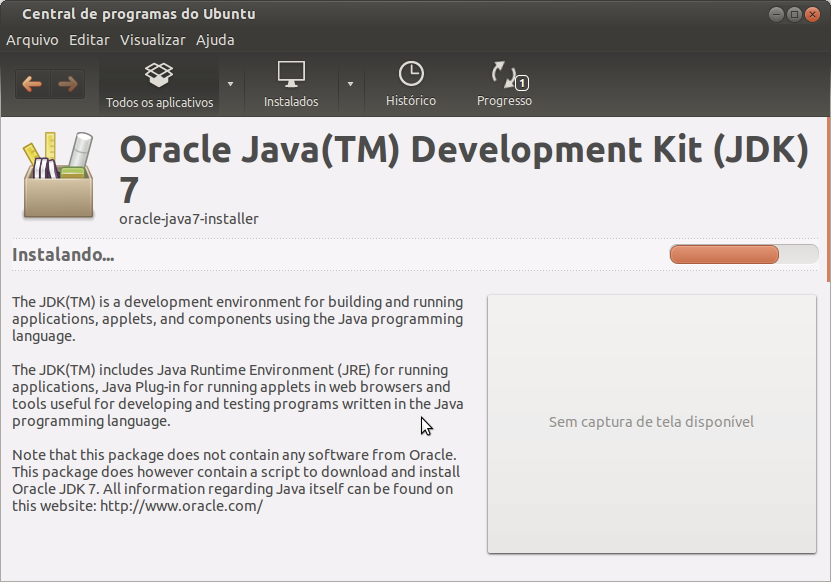 Central de programas do Ubuntu
Arquivo Editar Visualizar Ajuda
Todos os aplicativos
Instalados
Histórico
1
Progresso
Oracle Java(TM) Development Kit (JDK)
7
oracle-java7-installer
Instalando...
The JDK(TM) is a development environment for building and running
applications, applets, and components using the Java programming
language.
The JDK(TM) includes Java Runtime Environment (JRE) for running
applications, Java Plug-in for running applets in web browsers and
tools useful for developing and testing programs written in the Java
programming language.
Note that this package does not contain any software from Oracle.
This package does however contain a script to download and install
Oracle JDK 7. All information regarding Java itself can be found on
this website: http://www.oracle.com/
Sem captura de tela disponível